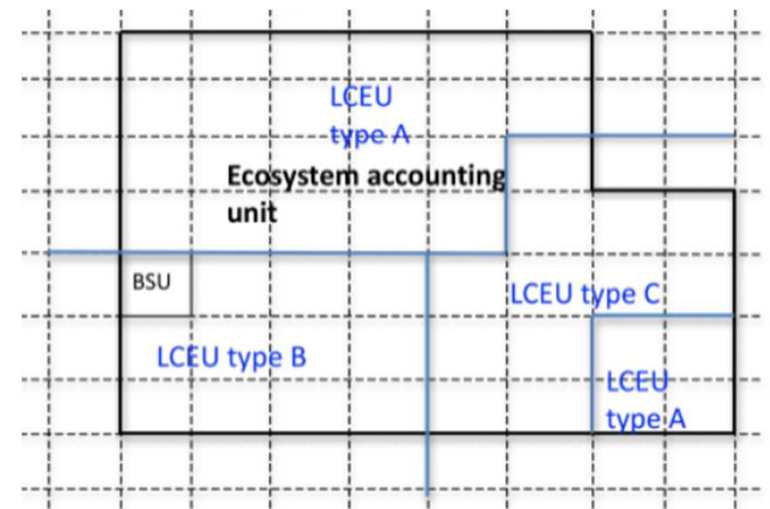 LCEU
type A
Ecosystem accounting
unit
BSU
LCEU type C
LCEU type B
LCEU
type A